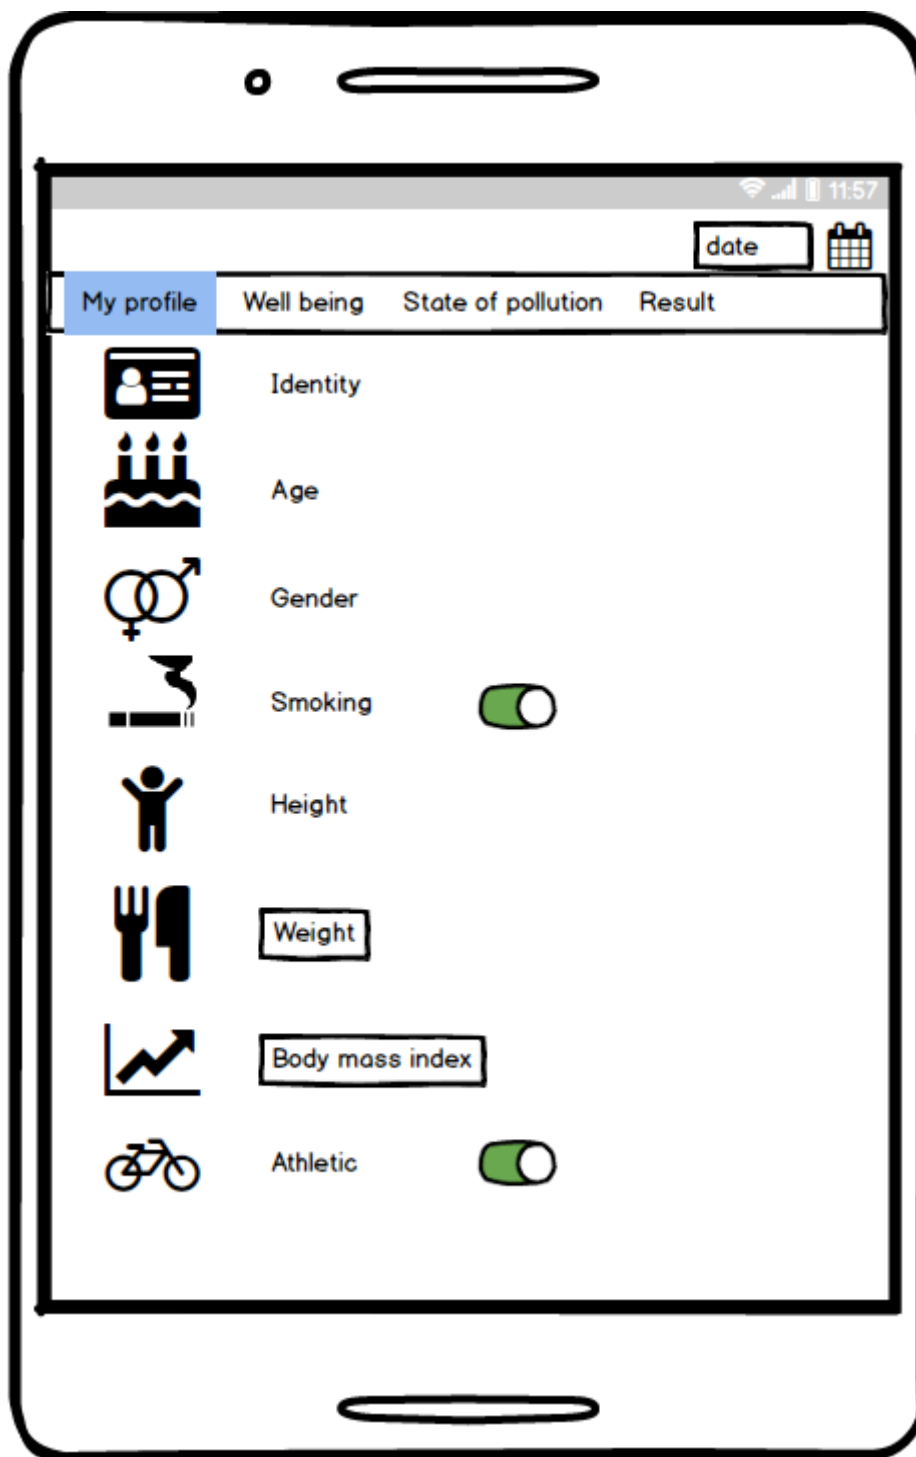 11:57
date
My profile Well being State of pollution Result
Identity
Age
Gender
Smoking
Height
Weight
Body mass index
Athletic